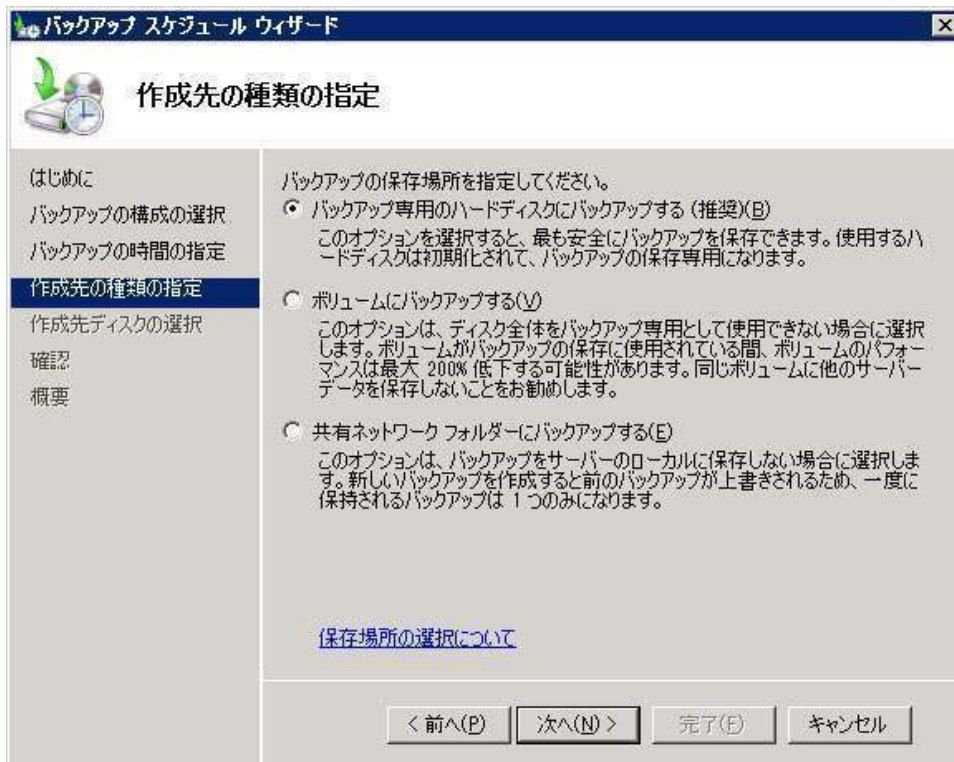 バックアップ スケジュール ウィザード
作成先の種類の指定
はじめに
バックアップの構成の選択
バックアップの時間の指定
作成先の種類の指定
作成先ディスクの選択
確認
概要
バックアップの保存場所を指定してください。
バックアップ専用のハードディスクにバックアップする (推奨)(B)
このオプションを選択すると、最も安全にバックアップを保存できます。使用するハ
ードディスクは初期化されて、バックアップの保存専用になります。
ボリュームにバックアップする(V)
このオプションは、ディスク全体をバックアップ専用として使用できない場合に選択
します。ボリュームがバックアップの保存に使用されている間、ボリュームのパフォー
マンスは最大 200% 低下する可能性があります。同じボリュームに他のサーバー
データを保存しないことをお勧めします。
共有ネットワーク フォルダーにバックアップする(E)
このオプションは、バックアップをサーバーのローカルに保存しない場合に選択しま
す。新しいバックアップを作成すると前のバックアップが上書きされるため、一度に
保持されるバックアップは 1 つのみになります。
保存場所の選択について
< 前へ(P)
次へ(N) >
完了(F)
キャンセル